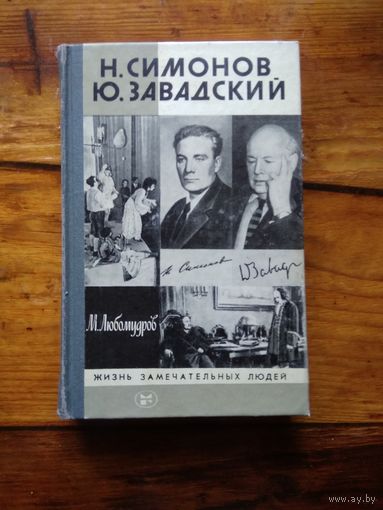 Н. СИМОНОВ
Ю. ЗАВАДСКИЙ
М. Любомудров
ЖИЗНЬ ЗАМЕЧАТЕЛЬНЫХ ЛЮДЕЙ
www.ay.by